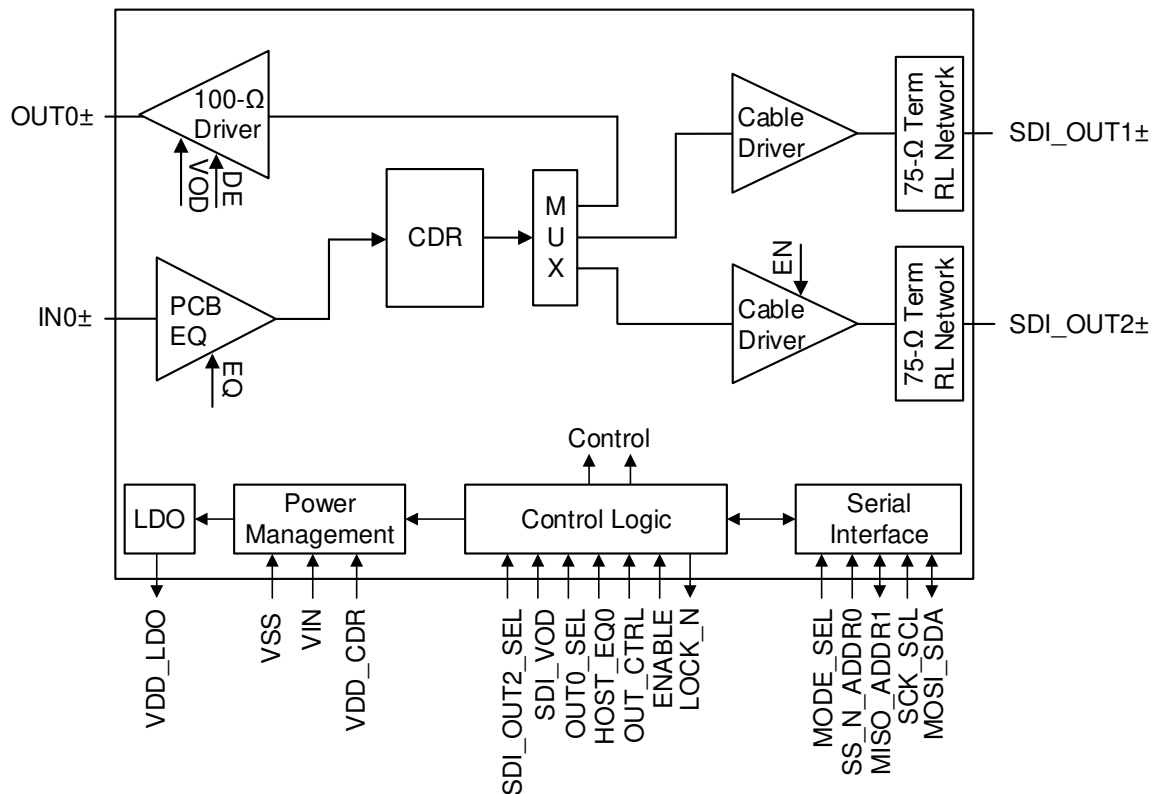 OUT0±
100-Ω
Driver
VOD
DE
IN0±
PCB
EQ
EQ
CDR
M
U
X
Cable
Driver
75-Ω Term
RL Network
SDI_OUT1±
EN
Cable
Driver
75-Ω Term
RL Network
SDI_OUT2±
Control
LDO
Power
Management
Control Logic
Serial
Interface
VDD_LDO
VSS
VIN
VDD_CDR
SDI_OUT2_SEL
SDI_VOD
OUT0_SEL
HOST_EQ0
OUT_CTRL
ENABLE
LOCK_N
MODE_SEL
SS_N_ADDR0
MISO_ADDR1
SCK_SCL
MOSI_SDA